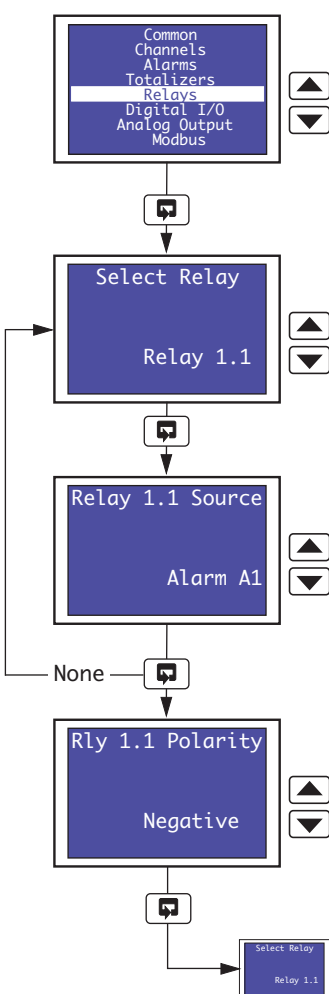 Common
Channels
Alarms
Totalizers
Relays
Digital I/O
Analog Output
Modbus
Select Relay
Relay 1.1
Relay 1.1 Source
Alarm A1
None
Rly 1.1 Polarity
Negative
Select Relay
Relay 1.1